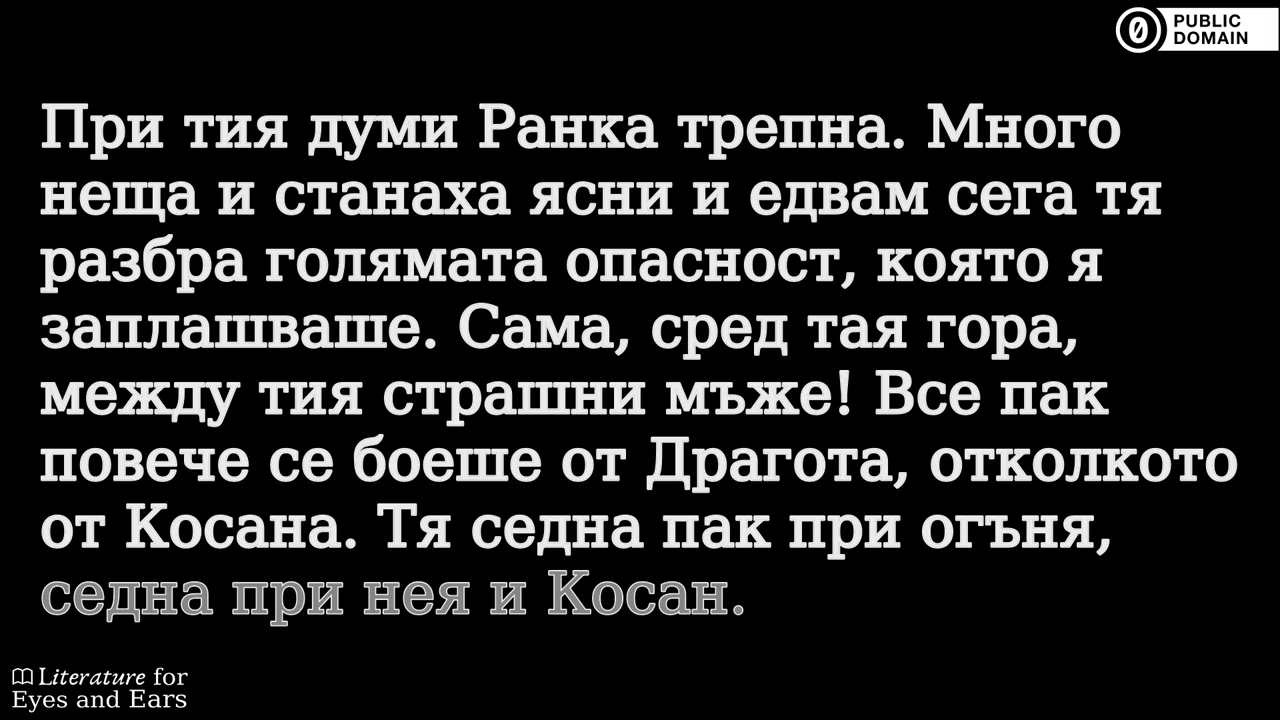 PUBLIC
DOMAIN
При тия думи Ранка трепна. Много
неща и станаха ясни и едвам сега тя
разбра голямата опасност, която я
заплашваше. Сама, сред тая гора,
между тия страшни мъже! Все пак
повече се боеше от Драгота, отколкото
от Косана. Тя седна пак при огъня,
седна при нея и Косан.
Literature for
Eyes and Ears